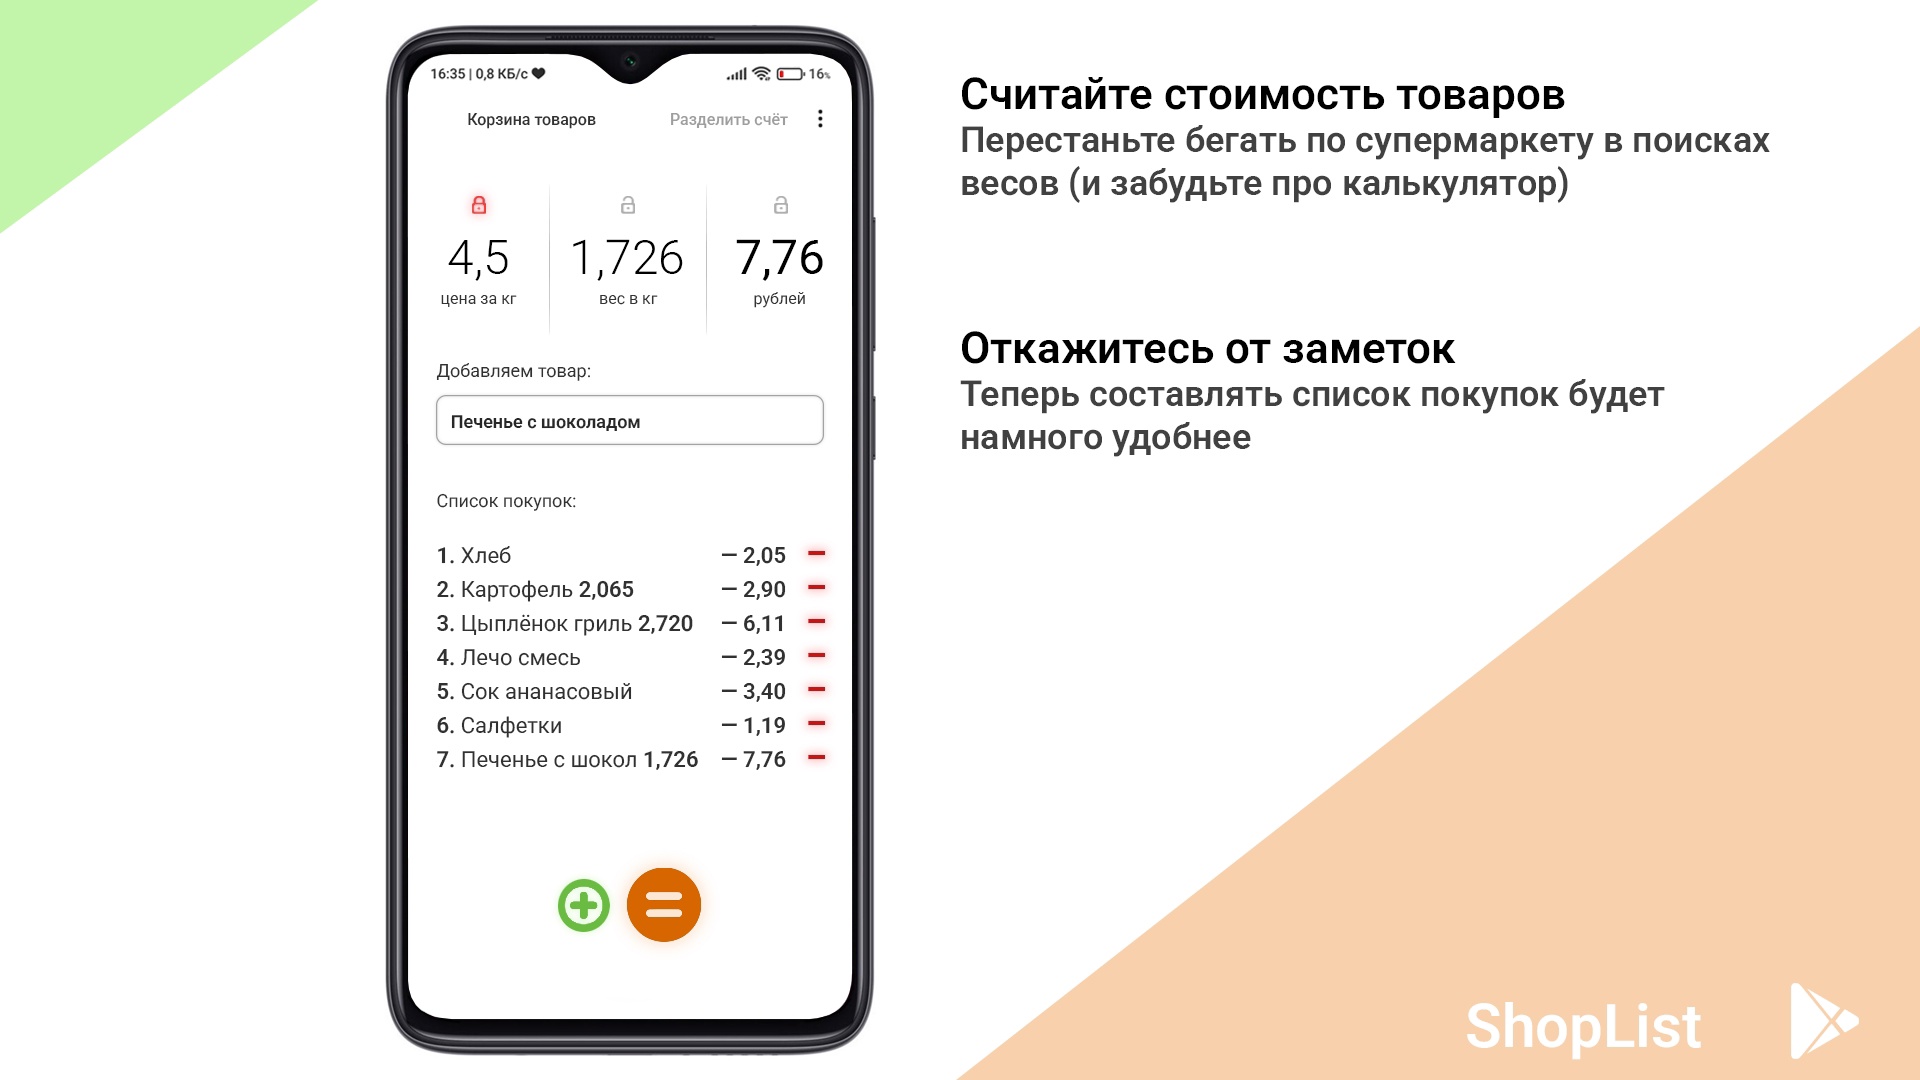 16:35 | 0,8 КБ/с
16%
Корзина товаров
Разделить счёт
4,5
цена за кг
1,726
вес в кг
7,76
рублей
Добавляем товар:
Печенье с шоколадом
Список покупок:
1. Хлеб — 2,05
2. Картофель 2,065 — 2,90
3. Цыплёнок гриль 2,720 — 6,11
4. Лечо смесь — 2,39
5. Сок ананасовый — 3,40
6. Салфетки — 1,19
7. Печенье с шокол 1,726 — 7,76
Считайте стоимость товаров
Перестаньте бегать по супермаркету в поисках
весов (и забудьте про калькулятор)
Откажитесь от заметок
Теперь составлять список покупок будет
намного удобнее
ShopList